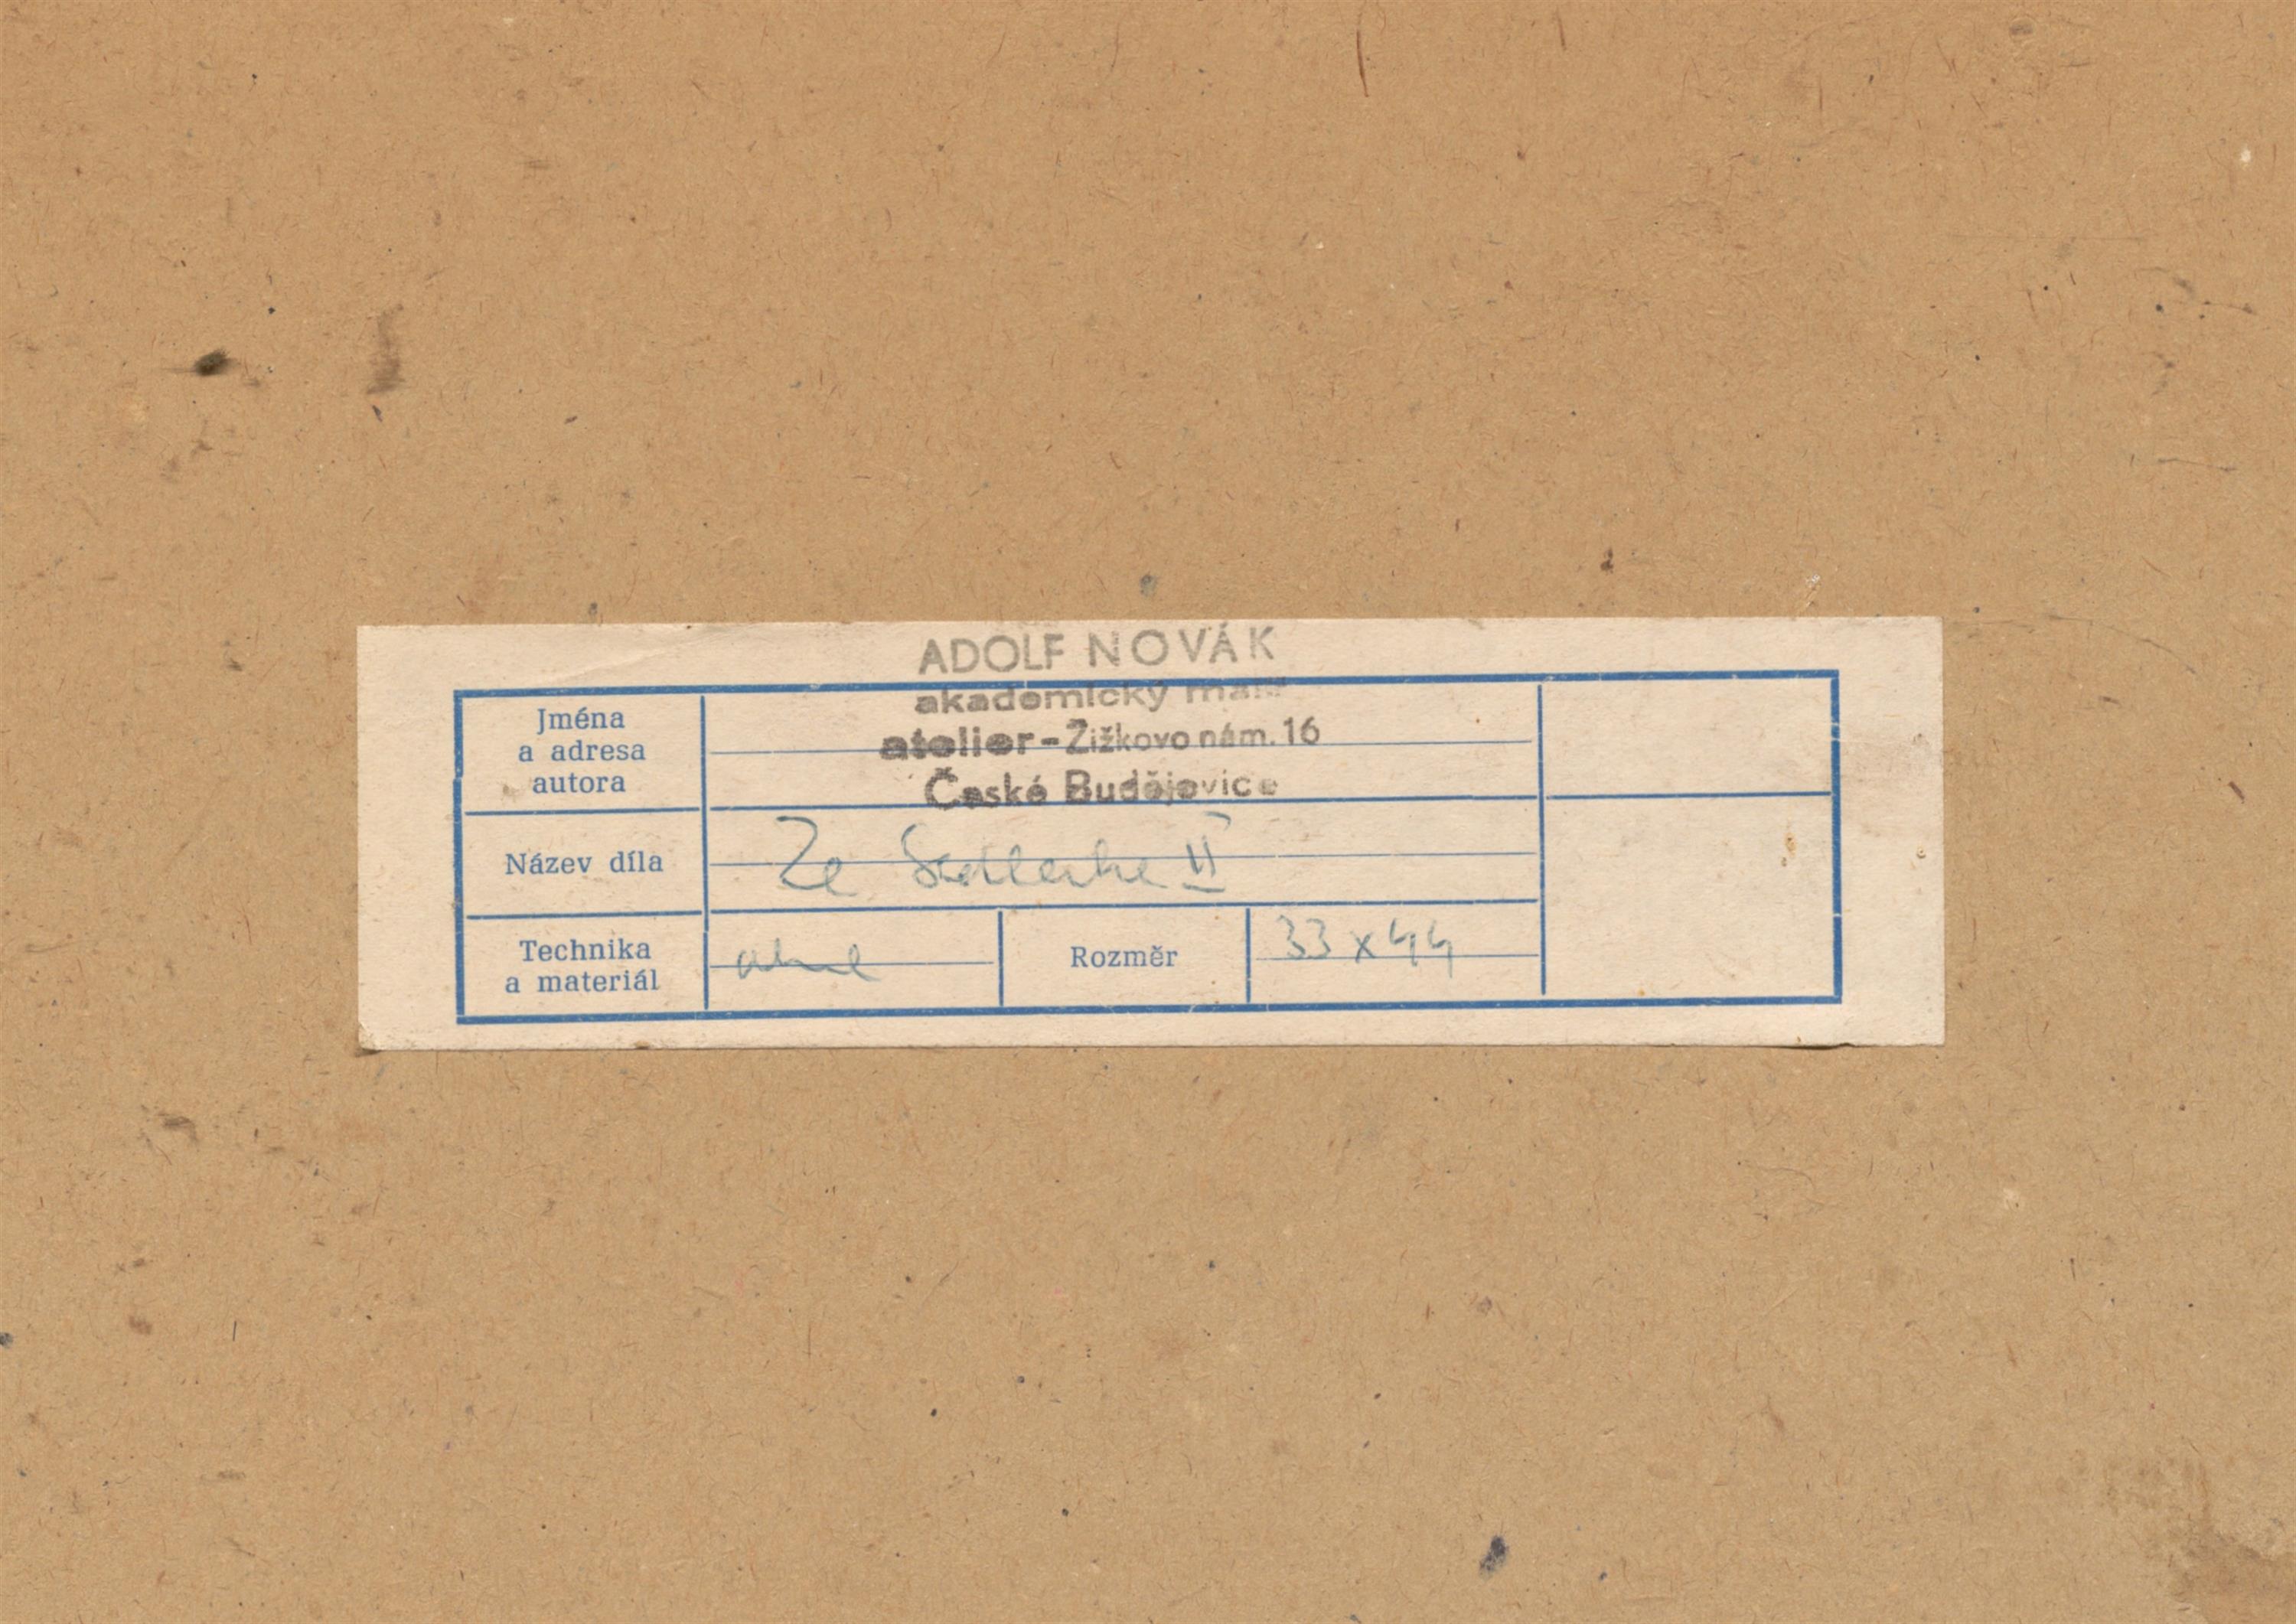 ADOLF NOVÁK
akademický malíř
atelier - Žižkovo nám. 16
České Budějovice
Jména
a adresa
autora
Název díla
Ze II
Technika
a materiál
Rozměr
33 x 44